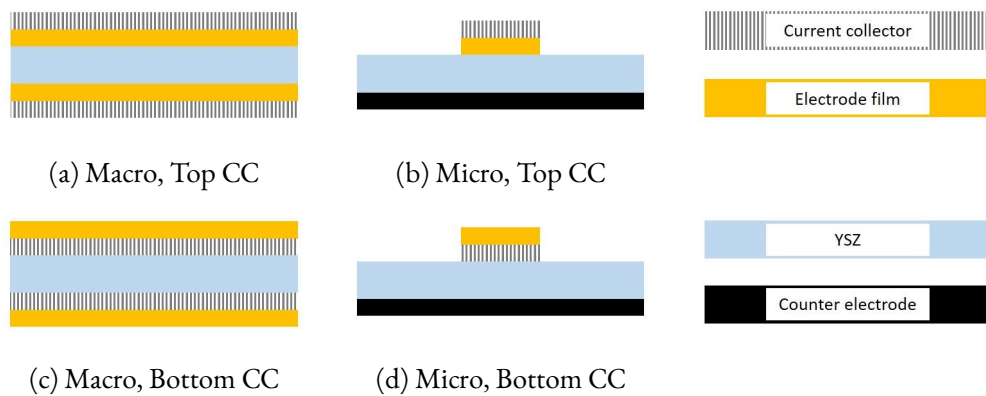 Current collector
Electrode film
(a) Macro, Top CC
(b) Micro, Top CC
YSZ
Counter electrode
(c) Macro, Bottom CC
(d) Micro, Bottom CC